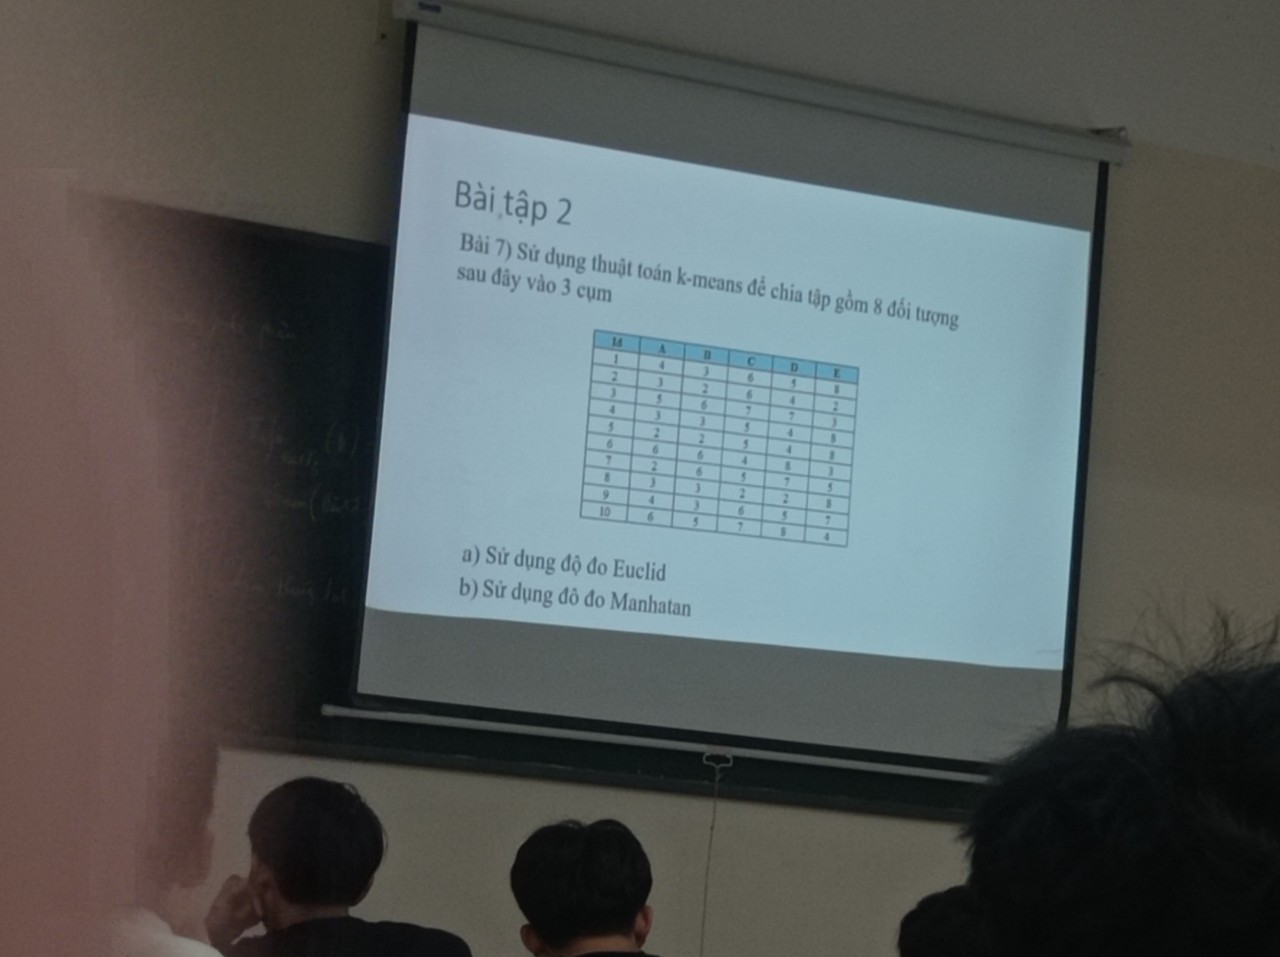 Bài tập 2
Bài 7) Sử dụng thuật toán k-means để chia tập gồm 8 đối tượng
sau đây vào 3 cụm
Id A B C D E
1 4 3 6 5 8
2 3 2 6 4 2
3 5 6 7 7 3
4 3 3 5 4 8
5 2 2 5 4 8
6 6 6 4 8 3
7 2 6 5 7 5
8 3 3 2 2 8
9 4 3 6 5 7
10 6 5 7 8 4
a) Sử dụng độ đo Euclid
b) Sử dụng đô đo Manhatan